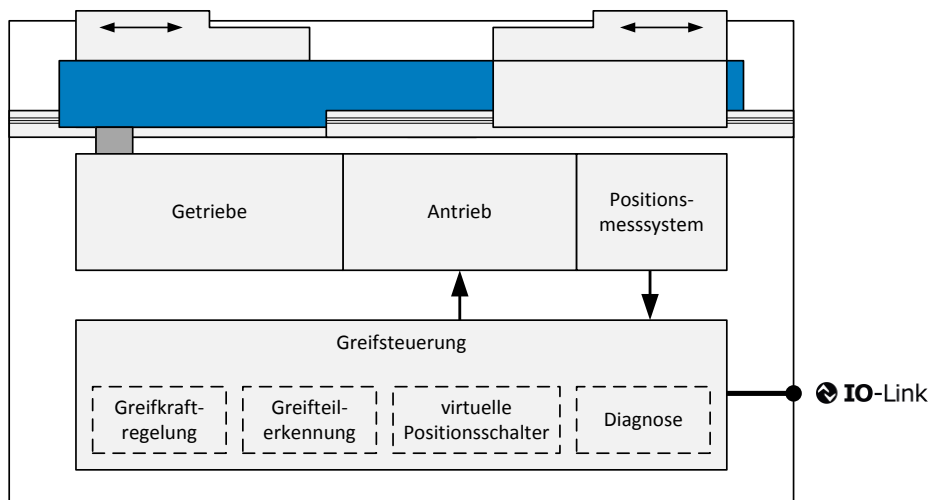 Getriebe
Antrieb
Positions-
messsystem
Greifsteuerung
Greifkraft-
regelung
Greifteil-
erkennung
virtuelle
Positionsschalter
Diagnose
IO-Link